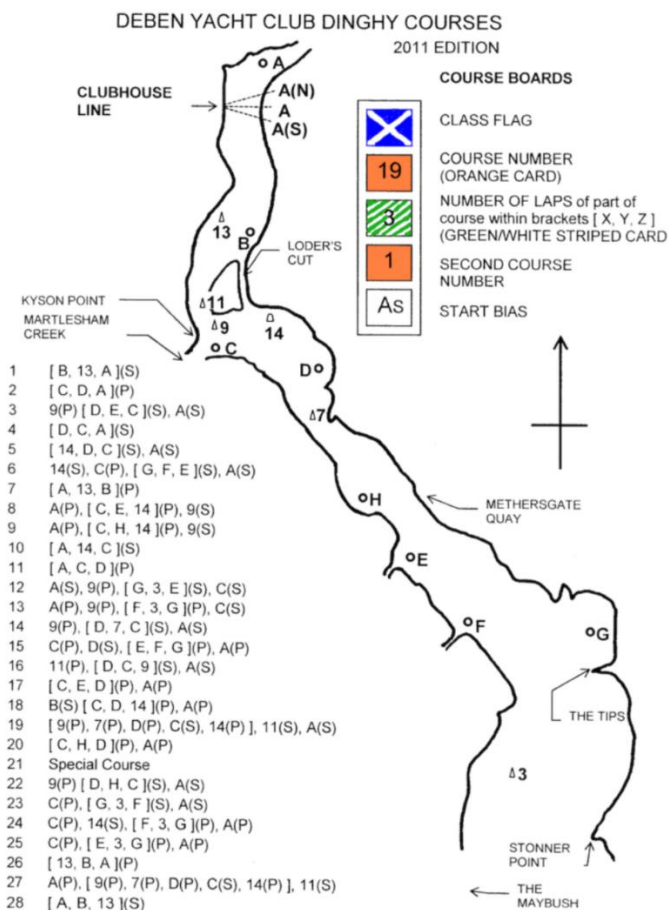 DEBEN YACHT CLUB DINGHY COURSES
2011 EDITION
A
CLUBHOUSE
LINE
A(N)
A
A(S)
COURSE BOARDS
CLASS FLAG
19
COURSE NUMBER
(ORANGE CARD)
3
NUMBER OF LAPS of part of
course within brackets [ X, Y, Z ]
(GREEN/WHITE STRIPED CARD
1
SECOND COURSE
NUMBER
As
START BIAS
13
B
LODER'S
CUT
KYSON POINT
11
MARTLESHAM
CREEK
9
14
C
D
7
H
METHERSGATE
QUAY
E
F
G
THE TIPS
3
STONNER
POINT
THE
MAYBUSH
1 [ B, 13, A ](S)
2 [ C, D, A ](P)
3 9(P) [ D, E, C ](S), A(S)
4 [ D, C, A ](S)
5 [ 14, D, C ](S), A(S)
6 14(S), C(P), [ G, F, E ](S), A(S)
7 [ A, 13, B ](P)
8 A(P), [ C, E, 14 ](P), 9(S)
9 A(P), [ C, H, 14 ](P), 9(S)
10 [ A, 14, C ](S)
11 [ A, C, D ](P)
12 A(S), 9(P), [ G, 3, E ](S), C(S)
13 A(P), 9(P), [ F, 3, G ](P), C(S)
14 9(P), [ D, 7, C ](S), A(S)
15 C(P), D(S), [ E, F, G ](P), A(P)
16 11(P), [ D, C, 9 ](S), A(S)
17 [ C, E, D ](P), A(P)
18 B(S) [ C, D, 14 ](P), A(P)
19 [ 9(P), 7(P), D(P), C(S), 14(P) ], 11(S), A(S)
20 [ C, H, D ](P), A(P)
21 Special Course
22 9(P) [ D, H, C ](S), A(S)
23 C(P), [ G, 3, F ](S), A(S)
24 C(P), 14(S), [ F, 3, G ](P), A(P)
25 C(P), [ E, 3, G ](P), A(P)
26 [ 13, B, A ](P)
27 A(P), [ 9(P), 7(P), D(P), C(S), 14(P) ], 11(S)
28 [ A, B, 13 ](S)